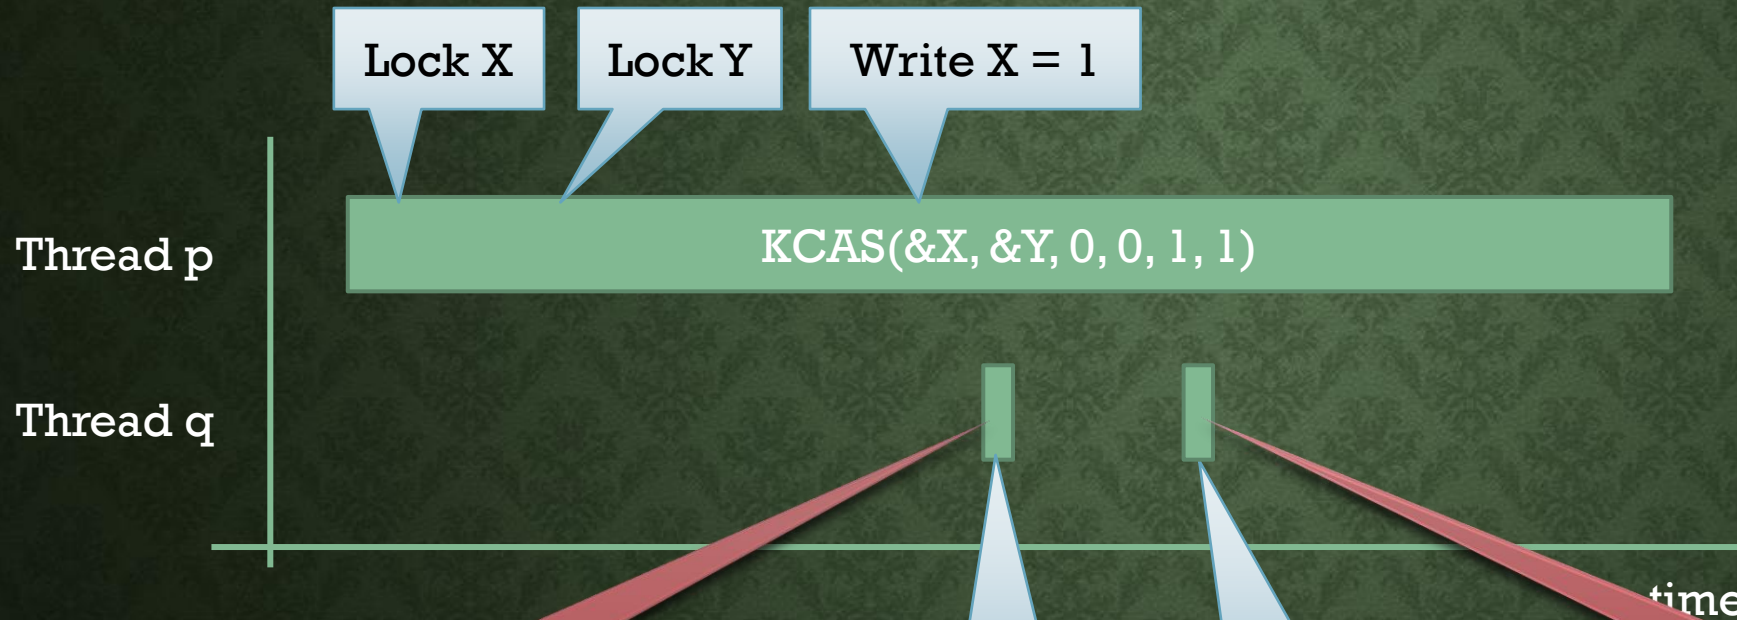 Lock X
Lock Y
Write X = 1
Thread p
KCAS(&X, &Y, 0, 0, 1, 1)
Thread q
time